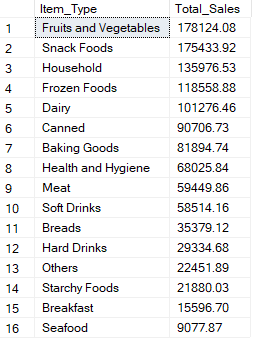 Item_Type Total_Sales
1 Fruits and Vegetables 178124.08
2 Snack Foods 175433.92
3 Household 135976.53
4 Frozen Foods 118558.88
5 Dairy 101276.46
6 Canned 90706.73
7 Baking Goods 81894.74
8 Health and Hygiene 68025.84
9 Meat 59449.86
10 Soft Drinks 58514.16
11 Breads 35379.12
12 Hard Drinks 29334.68
13 Others 22451.89
14 Starchy Foods 21880.03
15 Breakfast 15596.70
16 Seafood 9077.87